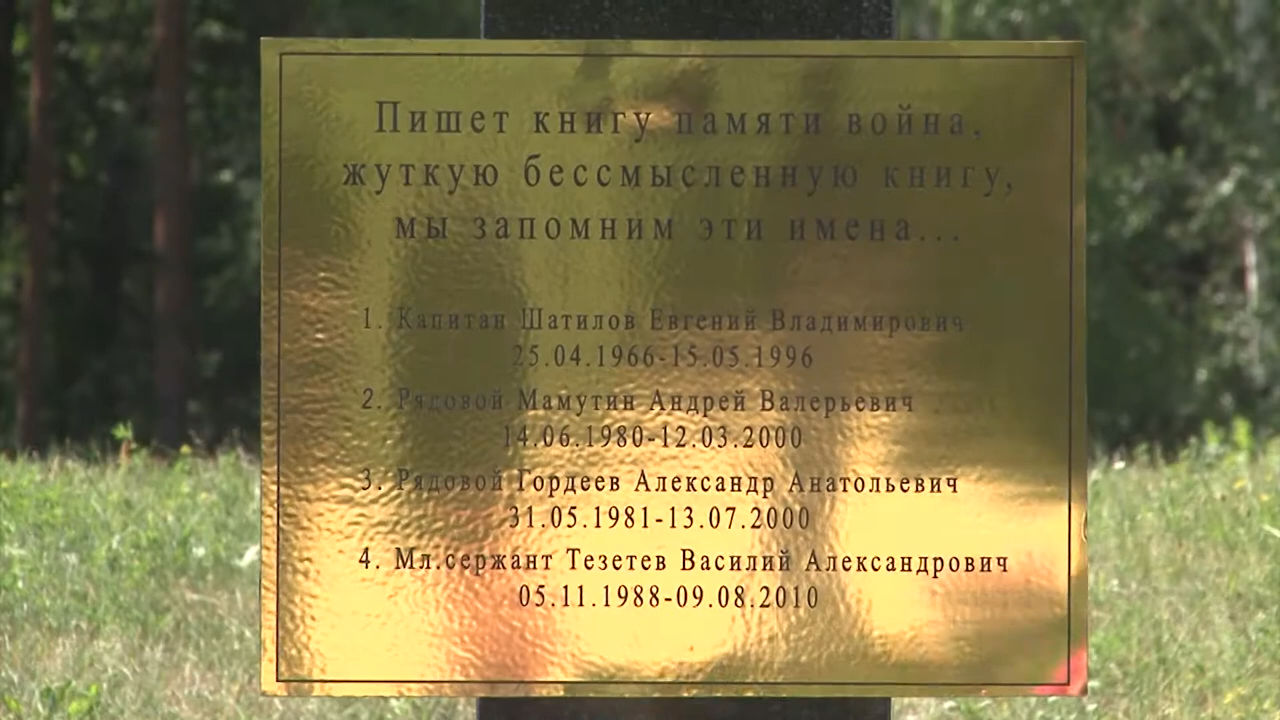 Пишет книгу памяти война,
жуткую бессмысленную книгу,
мы запомним эти имена...
1. Капитан Шатилов Евгений Владимирович
25.04.1966-15.05.1996
2. Рядовой Мамутин Андрей Валерьевич
14.06.1980-12.03.2000
3. Рядовой Гордеев Александр Анатольевич
31.05.1981-13.07.2000
4. Мл.сержант Тезетев Василий Александрович
05.11.1988-09.08.2010